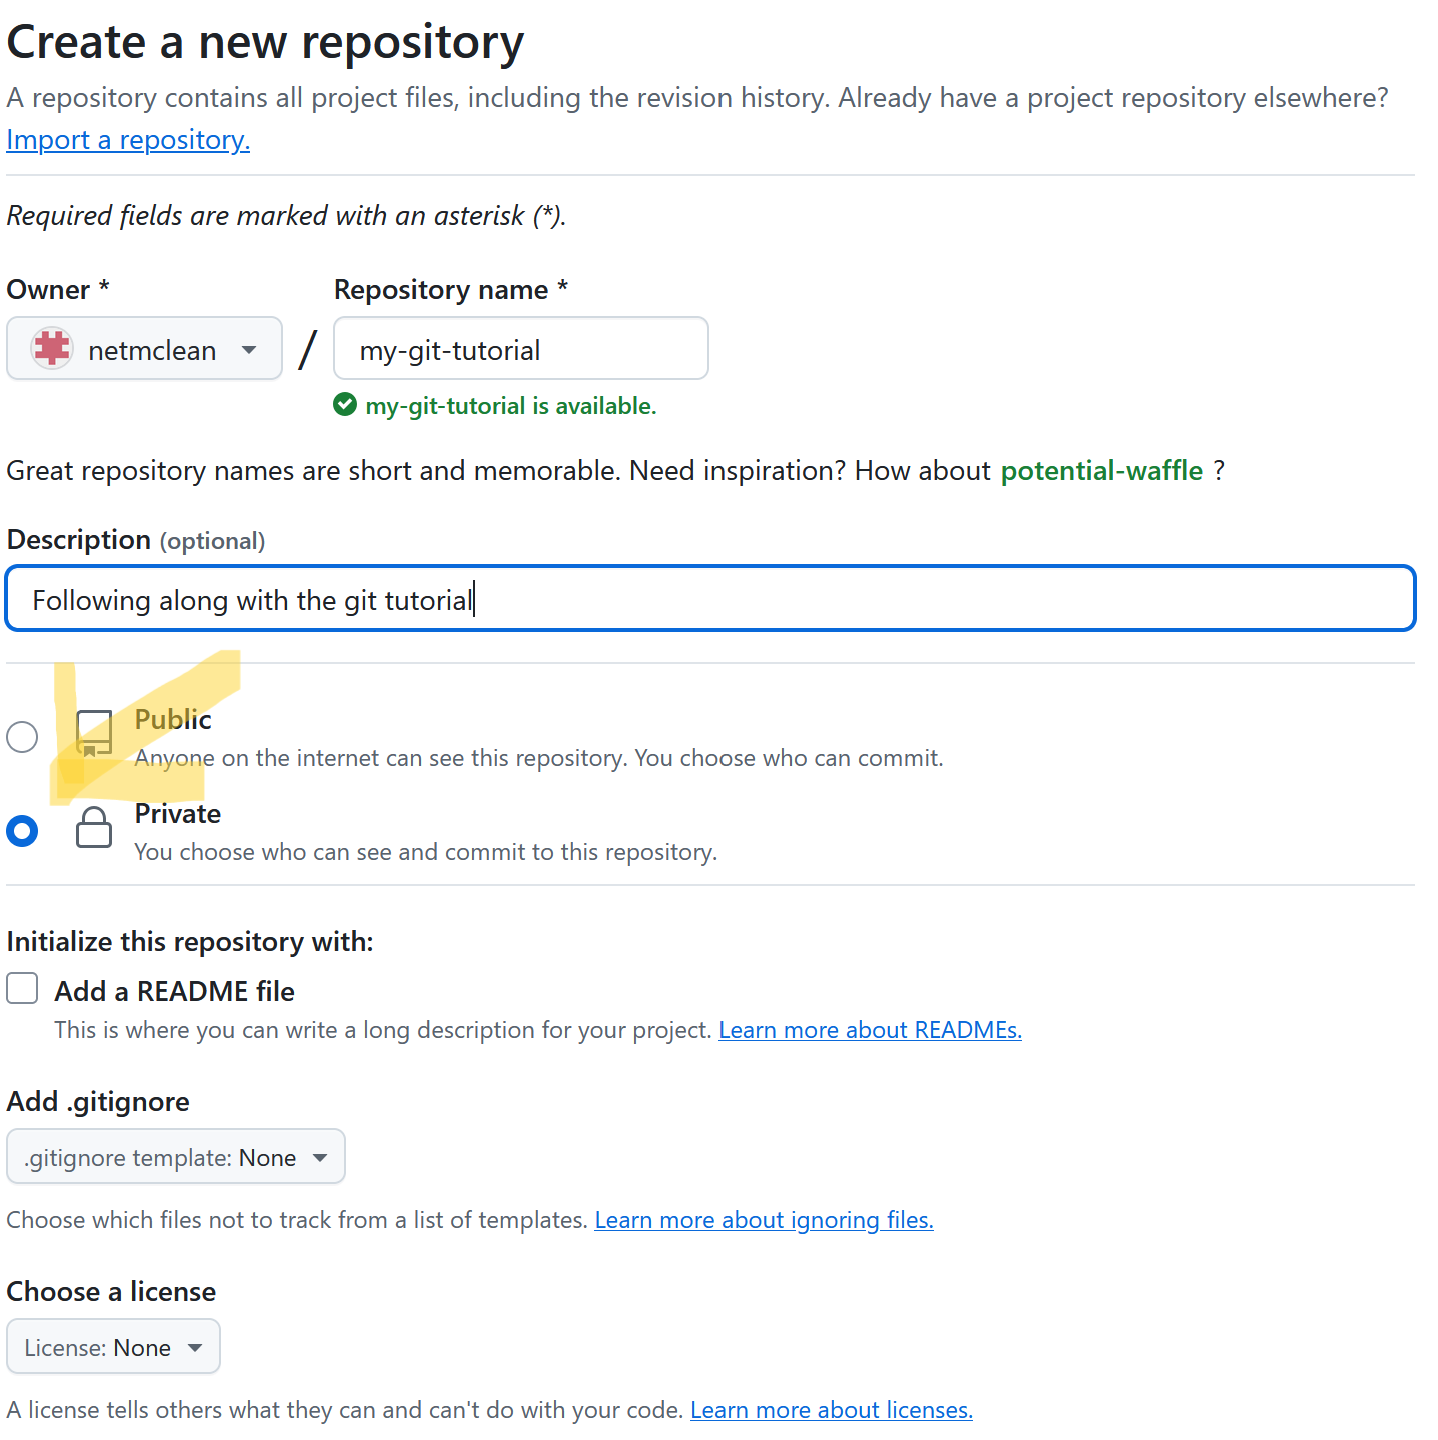 Create a new repository
A repository contains all project files, including the revision history. Already have a project repository elsewhere?
Import a repository.
Required fields are marked with an asterisk (*).
Owner * Repository name *
netmclean / my-git-tutorial
my-git-tutorial is available.
Great repository names are short and memorable. Need inspiration? How about potential-waffle ?
Description (optional)
Following along with the git tutorial
Public
Anyone on the internet can see this repository. You choose who can commit.
Private
You choose who can see and commit to this repository.
Initialize this repository with:
Add a README file
This is where you can write a long description for your project. Learn more about READMEs.
Add .gitignore
.gitignore template: None
Choose which files not to track from a list of templates. Learn more about ignoring files.
Choose a license
License: None
A license tells others what they can and can't do with your code. Learn more about licenses.